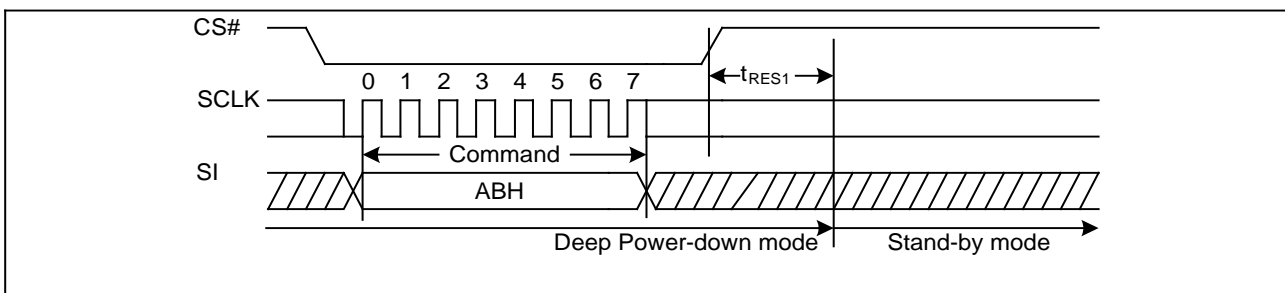 CS#
tRES1
0 1 2 3 4 5 6 7
SCLK
Command
SI
ABH
Deep Power-down mode Stand-by mode